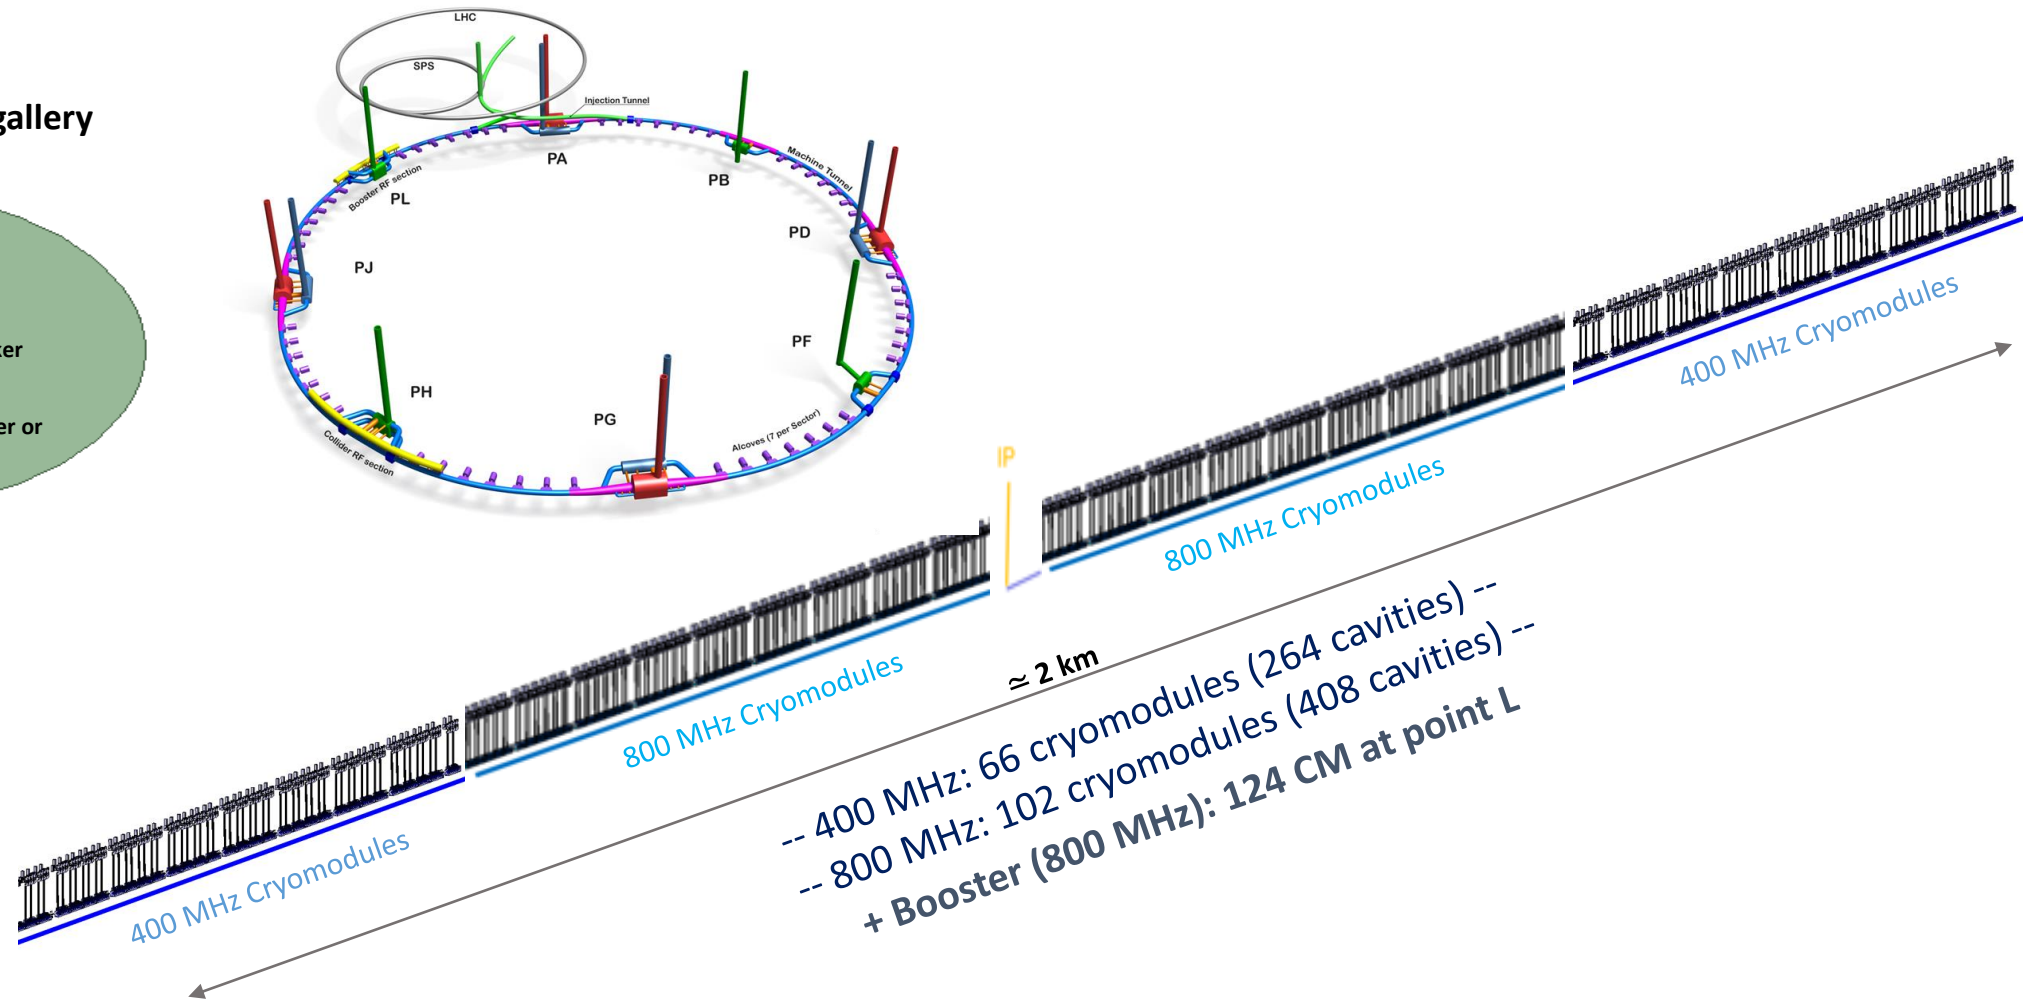 gallery
ker
er or
LHC
SPS
Injection Tunnel
PA
PB
Machine Tunnel
PD
Booster RF section
PL
PJ
PF
PH
PG
Collider RF section
Alcoves (7 per Sector)
IP
400 MHz Cryomodules
800 MHz Cryomodules
800 MHz Cryomodules
400 MHz Cryomodules
≃ 2 km
-- 400 MHz: 66 cryomodules (264 cavities) --
-- 800 MHz: 102 cryomodules (408 cavities) --
+ Booster (800 MHz): 124 CM at point L